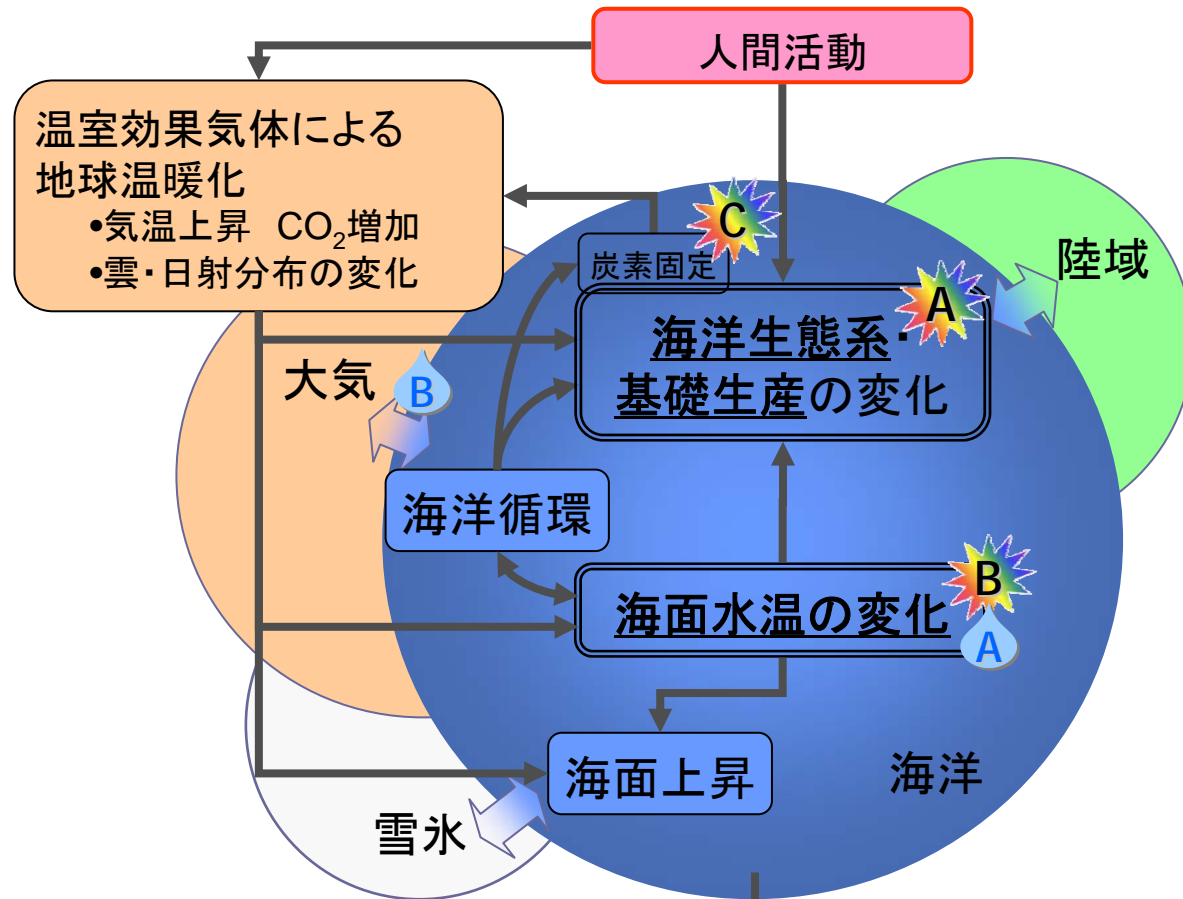 人間活動
温室効果気体による
地球温暖化
•気温上昇 CO₂増加
•雲・日射分布の変化
C
炭素固定
陸域
A
海洋生態系・
基礎生産の変化
大気
B
海洋循環
B
海面水温の変化
A
海面上昇
海洋
雪氷